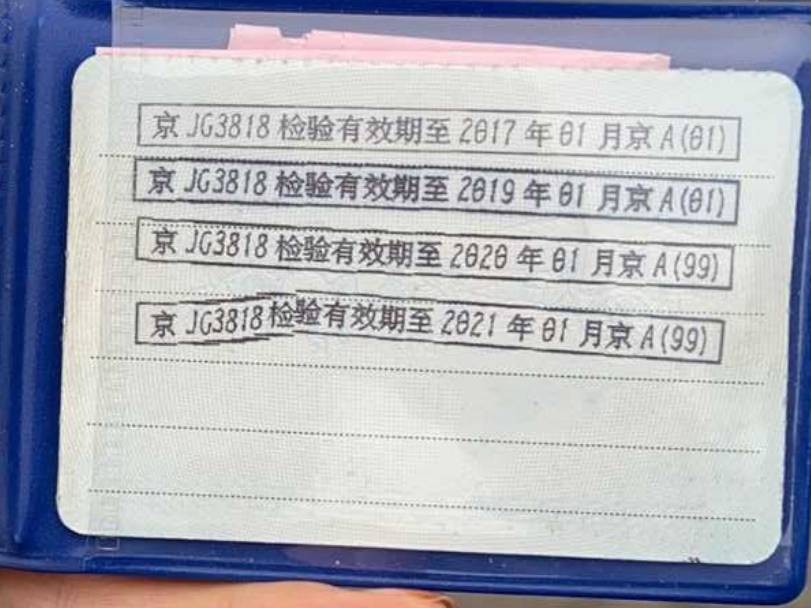 京 JG3818 检验有效期至 2017 年 01 月京 A(01)
京 JG3818 检验有效期至 2019 年 01 月京 A(01)
京 JG3818 检验有效期至 2020 年 01 月京 A(99)
京 JG3818 检验有效期至 2021 年 01 月京 A(99)